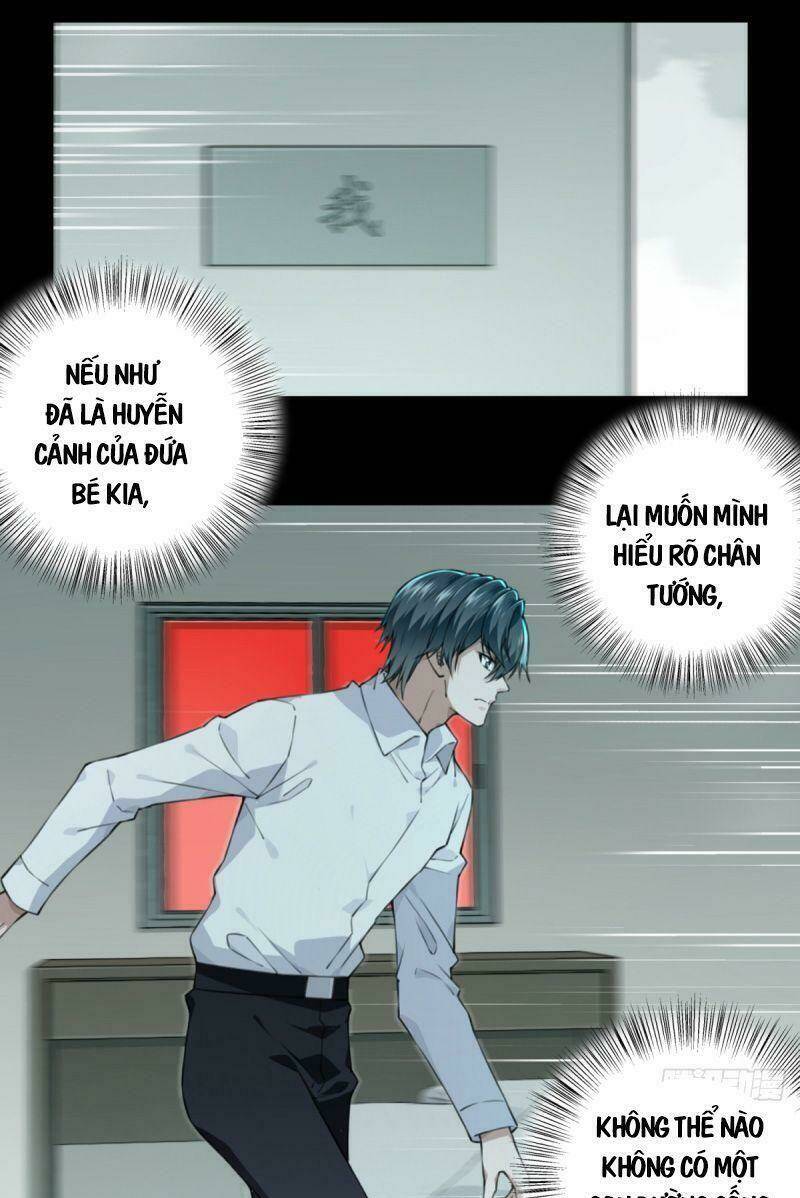 我
NẾU NHƯ
ĐÃ LÀ HUYỄN
CẢNH CỦA ĐỨA
BÉ KIA,
LẠI MUỐN MÌNH
HIỂU RÕ CHÂN
TƯỚNG,
KHÔNG THỂ NÀO
KHÔNG CÓ MỘT